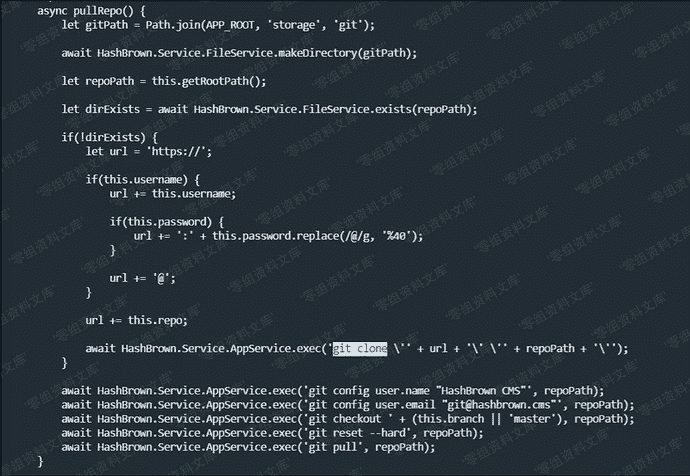 async pullRepo() {
let gitPath = Path.join(APP_ROOT, 'storage', 'git');
await HashBrown.Service.FileService.makeDirectory(gitPath);
let repoPath = this.getRootPath();
let dirExists = await HashBrown.Service.FileService.exists(repoPath);
if(!dirExists) {
let url = 'https://';
if(this.username) {
url += this.username;
if(this.password) {
url += ':' + this.password.replace(/@/g, '%40');
}
url += '@';
}
url += this.repo;
await HashBrown.Service.AppService.exec('git clone \'' + url + '\' \'' + repoPath + '\'');
}
await HashBrown.Service.AppService.exec('git config user.name "HashBrown CMS"', repoPath);
await HashBrown.Service.AppService.exec('git config user.email "git@hashbrown.cms"', repoPath);
await HashBrown.Service.AppService.exec('git checkout ' + (this.branch || 'master'), repoPath);
await HashBrown.Service.AppService.exec('git reset --hard', repoPath);
await HashBrown.Service.AppService.exec('git pull', repoPath);
}
零组资料文库